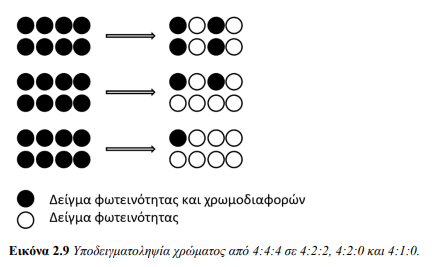 Δείγμα φωτεινότητας και χρωμοδιαφορών
Δείγμα φωτεινότητας
Εικόνα 2.9 Υποδειγματοληψία χρώματος από 4:4:4 σε 4:2:2, 4:2:0 και 4:1:0.